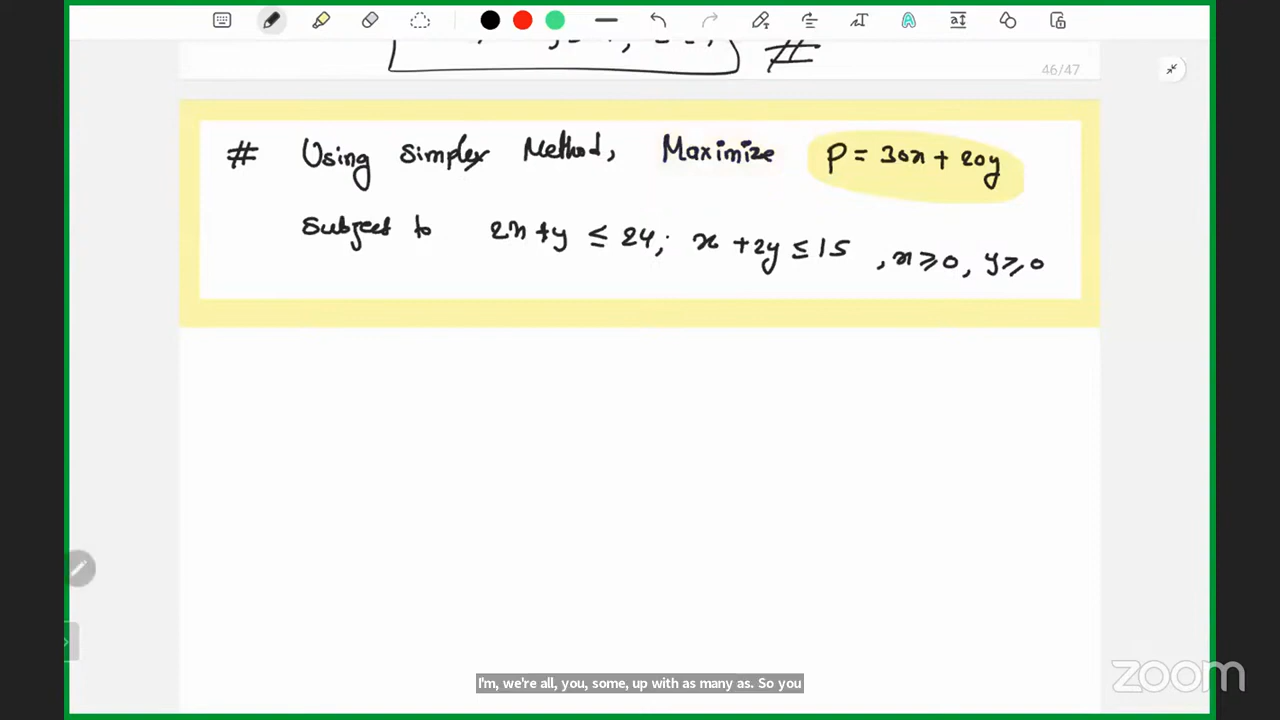 46/47
# Using Simplex Method, Maximize P = 30x + 20y
Subject to 2x + y ≤ 24; x + 2y ≤ 15, x ≥ 0, y ≥ 0
I'm, we're all, you, some, up with as many as. So you
zoom